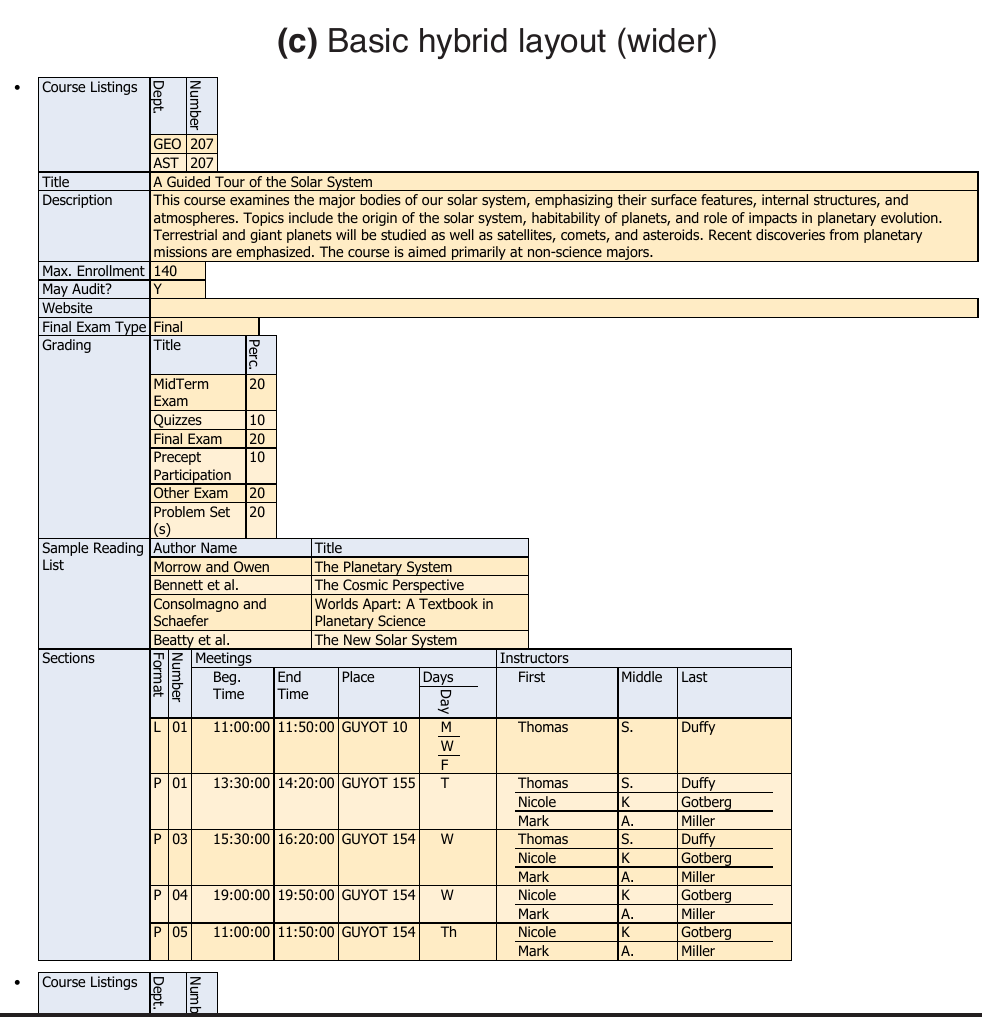 (c) Basic hybrid layout (wider)
• Course Listings Dept. Number
GEO 207
AST 207
Title A Guided Tour of the Solar System
Description This course examines the major bodies of our solar system, emphasizing their surface features, internal structures, and
atmospheres. Topics include the origin of the solar system, habitability of planets, and role of impacts in planetary evolution.
Terrestrial and giant planets will be studied as well as satellites, comets, and asteroids. Recent discoveries from planetary
missions are emphasized. The course is aimed primarily at non-science majors.
Max. Enrollment 140
May Audit? Y
Website
Final Exam Type Final
Grading Title Perc.
MidTerm 20
Exam
Quizzes 10
Final Exam 20
Precept 10
Participation
Other Exam 20
Problem Set 20
(s)
Sample Reading Author Name Title
List
Morrow and Owen The Planetary System
Bennett et al. The Cosmic Perspective
Consolmagno and Worlds Apart: A Textbook in
Schaefer Planetary Science
Beatty et al. The New Solar System
Sections Format Number Meetings Instructors
Beg. End Place Days First Middle Last
Time Time Day
L 01 11:00:00 11:50:00 GUYOT 10 M Thomas S. Duffy
W
F
P 01 13:30:00 14:20:00 GUYOT 155 T Thomas S. Duffy
Nicole K Gotberg
Mark A. Miller
P 03 15:30:00 16:20:00 GUYOT 154 W Thomas S. Duffy
Nicole K Gotberg
Mark A. Miller
P 04 19:00:00 19:50:00 GUYOT 154 W Nicole K Gotberg
Mark A. Miller
P 05 11:00:00 11:50:00 GUYOT 154 Th Nicole K Gotberg
Mark A. Miller
• Course Listings Dept. Numb